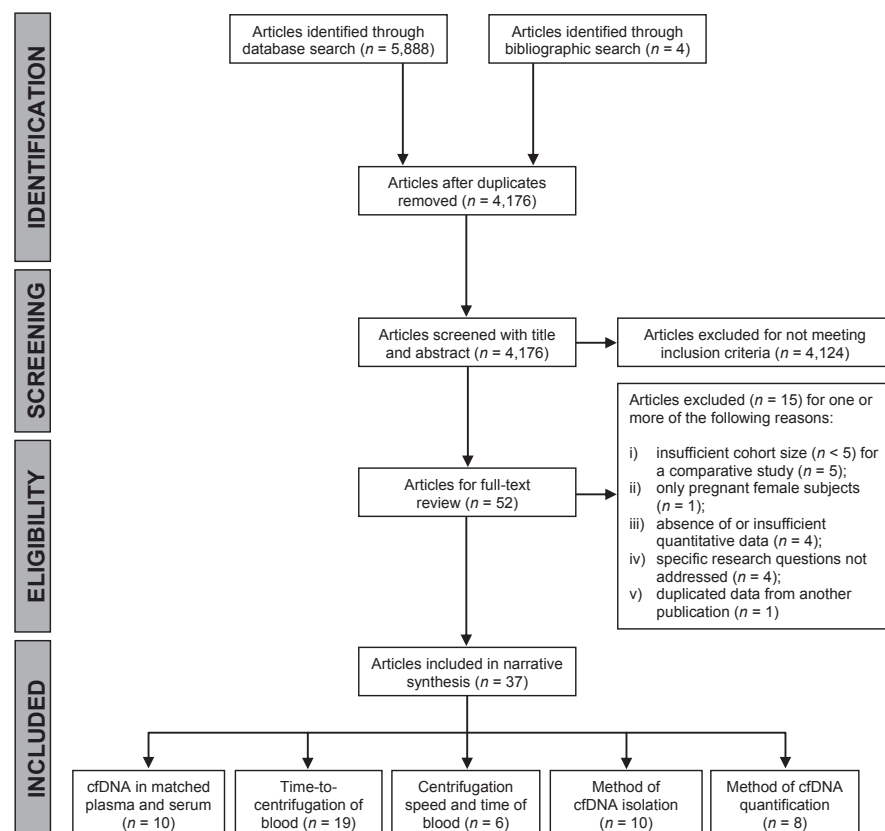 IDENTIFICATION
Articles identified through
database search (n = 5,888)
Articles identified through
bibliographic search (n = 4)
Articles after duplicates
removed (n = 4,176)
SCREENING
Articles screened with title
and abstract (n = 4,176)
Articles excluded for not meeting
inclusion criteria (n = 4,124)
ELIGIBILITY
Articles for full-text
review (n = 52)
Articles excluded (n = 15) for one or
more of the following reasons:
i) insufficient cohort size (n < 5) for
a comparative study (n = 5);
ii) only pregnant female subjects
(n = 1);
iii) absence of or insufficient
quantitative data (n = 4);
iv) specific research questions not
addressed (n = 4);
v) duplicated data from another
publication (n = 1)
INCLUDED
Articles included in narrative
synthesis (n = 37)
cfDNA in matched
plasma and serum
(n = 10)
Time-to-
centrifugation of
blood (n = 19)
Centrifugation
speed and time of
blood (n = 6)
Method of
cfDNA isolation
(n = 10)
Method of cfDNA
quantification
(n = 8)